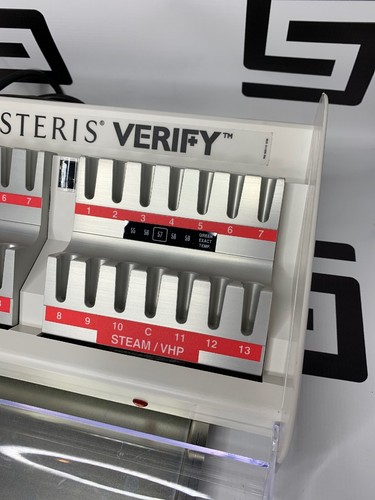 STERIS® VERIFY™
6 7
1 2 3 4 5 6 7
55 56 57 58 59 GREEN EXACT TEMP.
8 9 10 C 11 12 13
STEAM / VHP